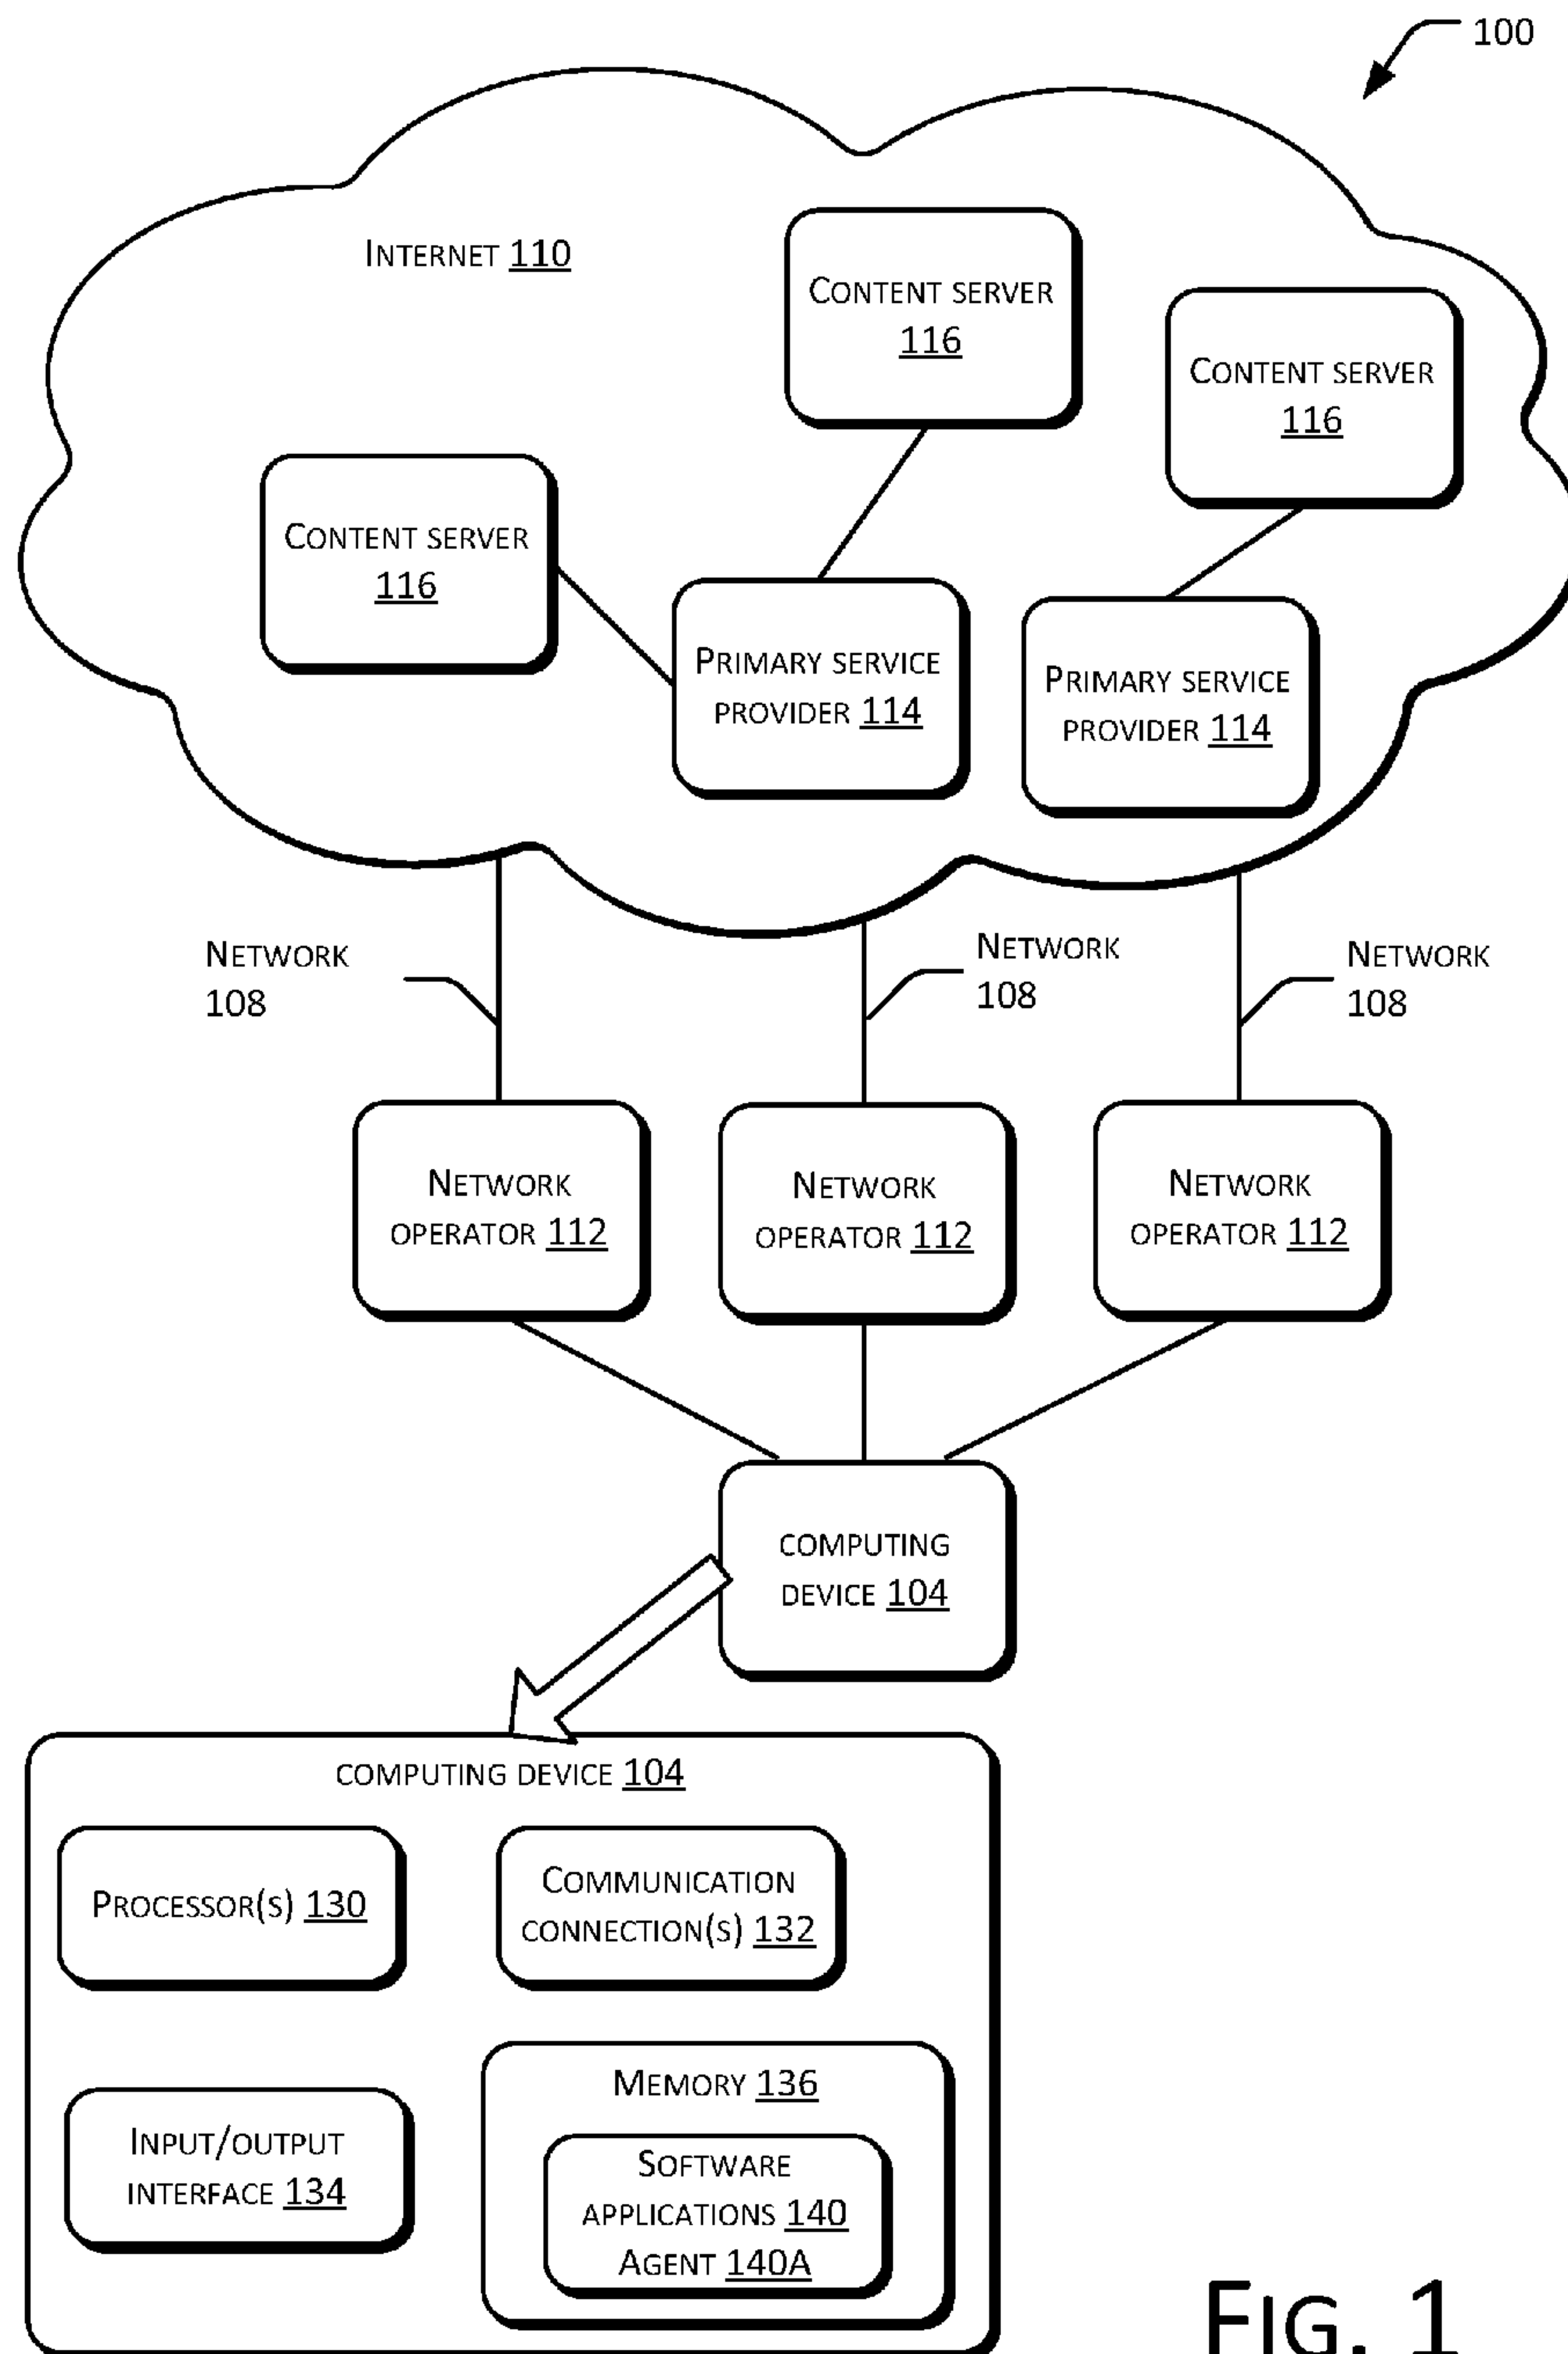 100
Internet 110
Content server
116
Content server
116
Content server
116
Primary service
provider 114
Primary service
provider 114
Network
108
Network
108
Network
108
Network
operator 112
Network
operator 112
Network
operator 112
computing
device 104
computing device 104
Processor(s) 130
Communication
connection(s) 132
Input/output
interface 134
Memory 136
Software
applications 140
Agent 140A
Fig. 1